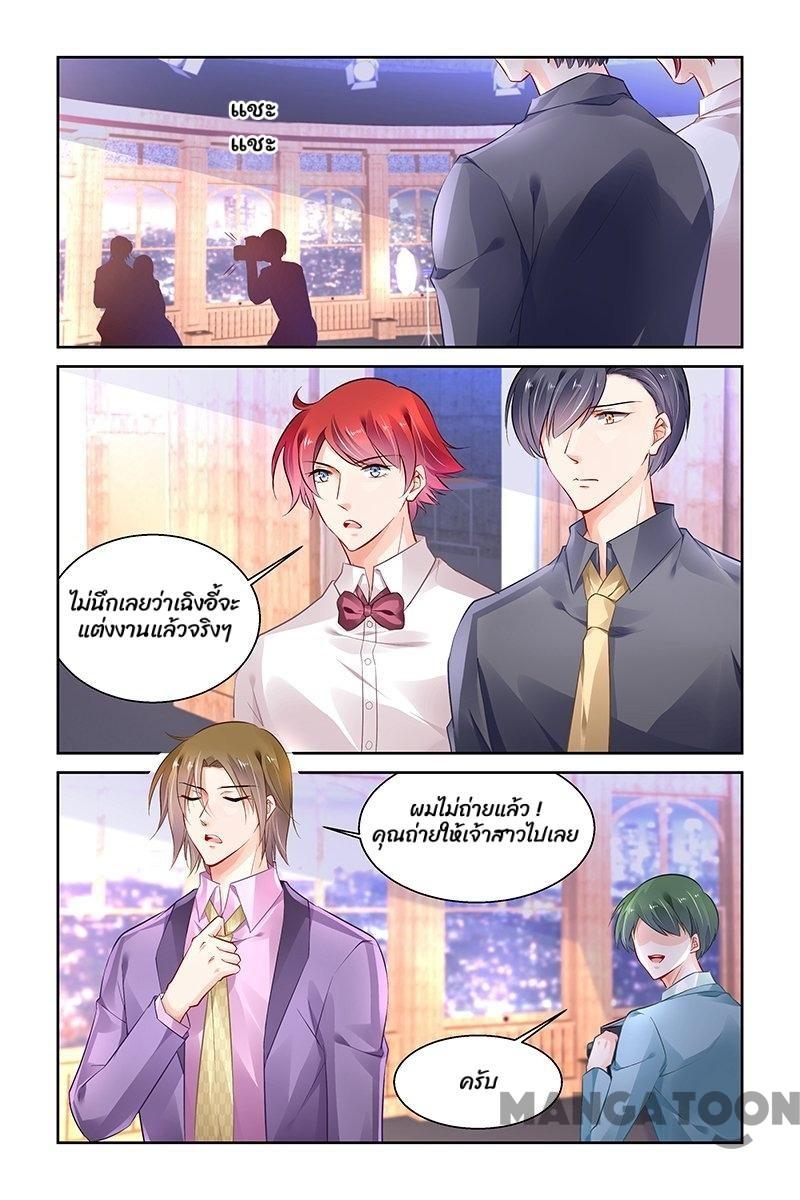 แชะ
แชะ
ไม่นึกเลยว่าเฉิงอี้จะ
แต่งงานแล้วจริงๆ
ผมไม่ถ่ายแล้ว !
คุณถ่ายให้เจ้าสาวไปเลย
ครับ
MANGATOON